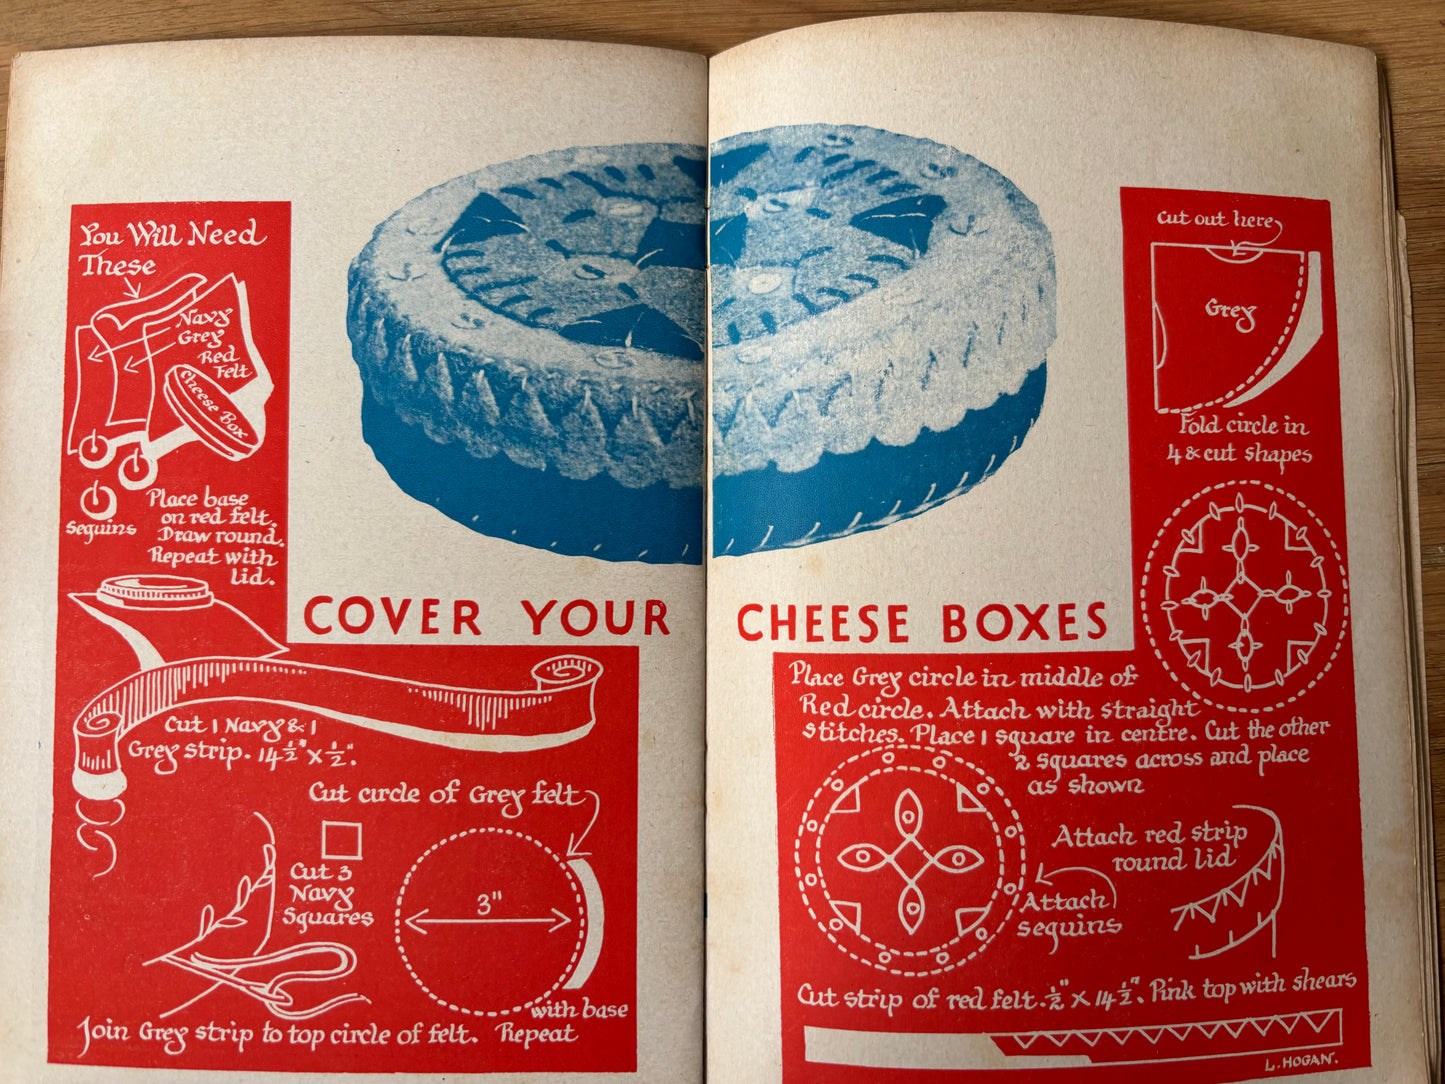 You Will Need
These
Navy
Grey
Red
Felt
Cheese Box
Sequins
Place base
on red felt.
Draw round.
Repeat with
lid.
COVER YOUR CHEESE BOXES
Cut 1 Navy & 1
Grey strip. 14½" x ½".
Cut circle of Grey felt
Cut 3
Navy
Squares
3"
Join Grey strip to top circle of felt. Repeat
with base
Cut out here
Grey
Fold circle in
4 & cut shapes
Place Grey circle in middle of
Red circle. Attach with straight
stitches. Place 1 square in centre. Cut the other
2 squares across and place
as shown
Attach red strip
round lid
Attach
sequins
Cut strip of red felt ½" x 14½". Pink top with shears
L. HOGAN.